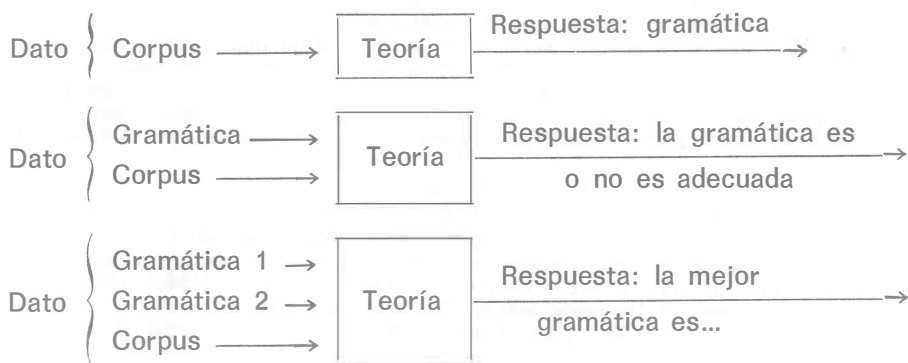 Dato { Corpus → Teoría Respuesta: gramática →
Dato { Gramática → Teoría Respuesta: la gramática es →
Corpus → o no es adecuada
Gramática 1 →
Dato { Gramática 2 → Teoría Respuesta: la mejor →
Corpus → gramática es...